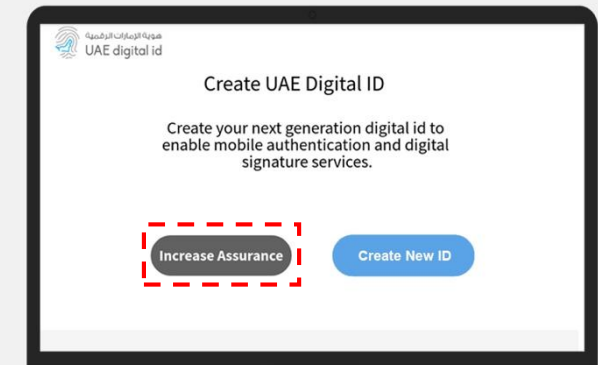 هوية الإمارات الرقمية
UAE digital id
Create UAE Digital ID
Create your next generation digital id to
enable mobile authentication and digital
signature services.
Increase Assurance
Create New ID